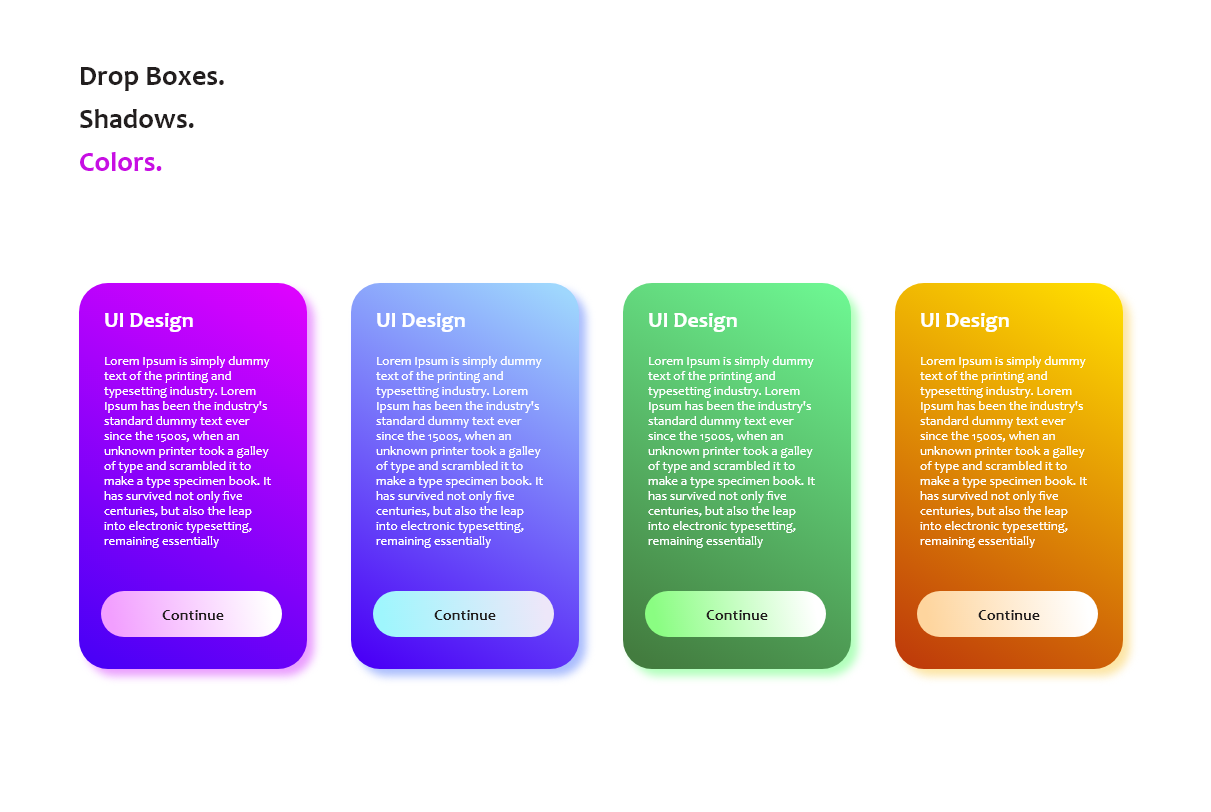 Drop Boxes.
Shadows.
Colors.
UI Design
Lorem Ipsum is simply dummy
text of the printing and
typesetting industry. Lorem
Ipsum has been the industry's
standard dummy text ever
since the 1500s, when an
unknown printer took a galley
of type and scrambled it to
make a type specimen book. It
has survived not only five
centuries, but also the leap
into electronic typesetting,
remaining essentially
Continue
UI Design
Lorem Ipsum is simply dummy
text of the printing and
typesetting industry. Lorem
Ipsum has been the industry's
standard dummy text ever
since the 1500s, when an
unknown printer took a galley
of type and scrambled it to
make a type specimen book. It
has survived not only five
centuries, but also the leap
into electronic typesetting,
remaining essentially
Continue
UI Design
Lorem Ipsum is simply dummy
text of the printing and
typesetting industry. Lorem
Ipsum has been the industry's
standard dummy text ever
since the 1500s, when an
unknown printer took a galley
of type and scrambled it to
make a type specimen book. It
has survived not only five
centuries, but also the leap
into electronic typesetting,
remaining essentially
Continue
UI Design
Lorem Ipsum is simply dummy
text of the printing and
typesetting industry. Lorem
Ipsum has been the industry's
standard dummy text ever
since the 1500s, when an
unknown printer took a galley
of type and scrambled it to
make a type specimen book. It
has survived not only five
centuries, but also the leap
into electronic typesetting,
remaining essentially
Continue